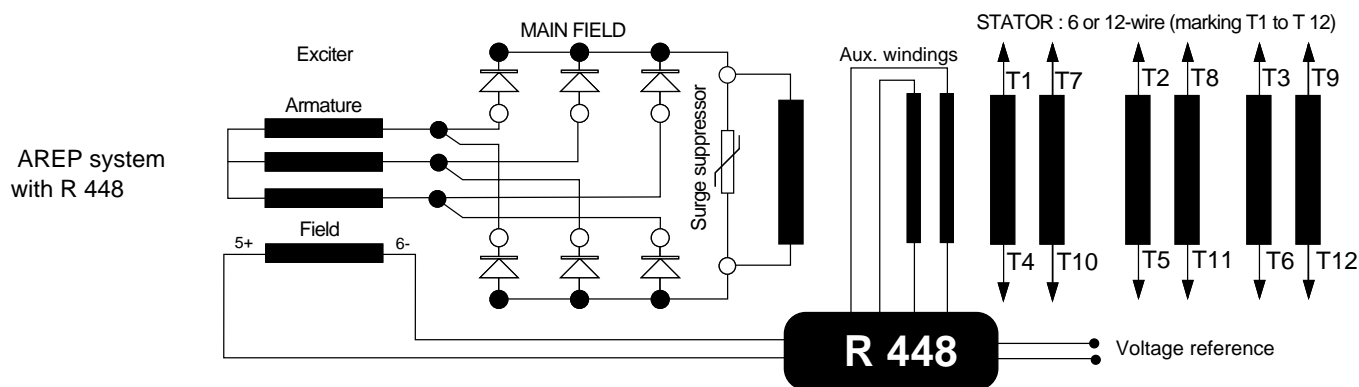 STATOR : 6 or 12-wire (marking T1 to T 12)
MAIN FIELD
Exciter
Aux. windings
T1
T7
T2
T8
T3
T9
Armature
Surge suppressor
AREP system
with R 448
Field
5+
6-
T4
T10
T5
T11
T6
T12
R 448
Voltage reference